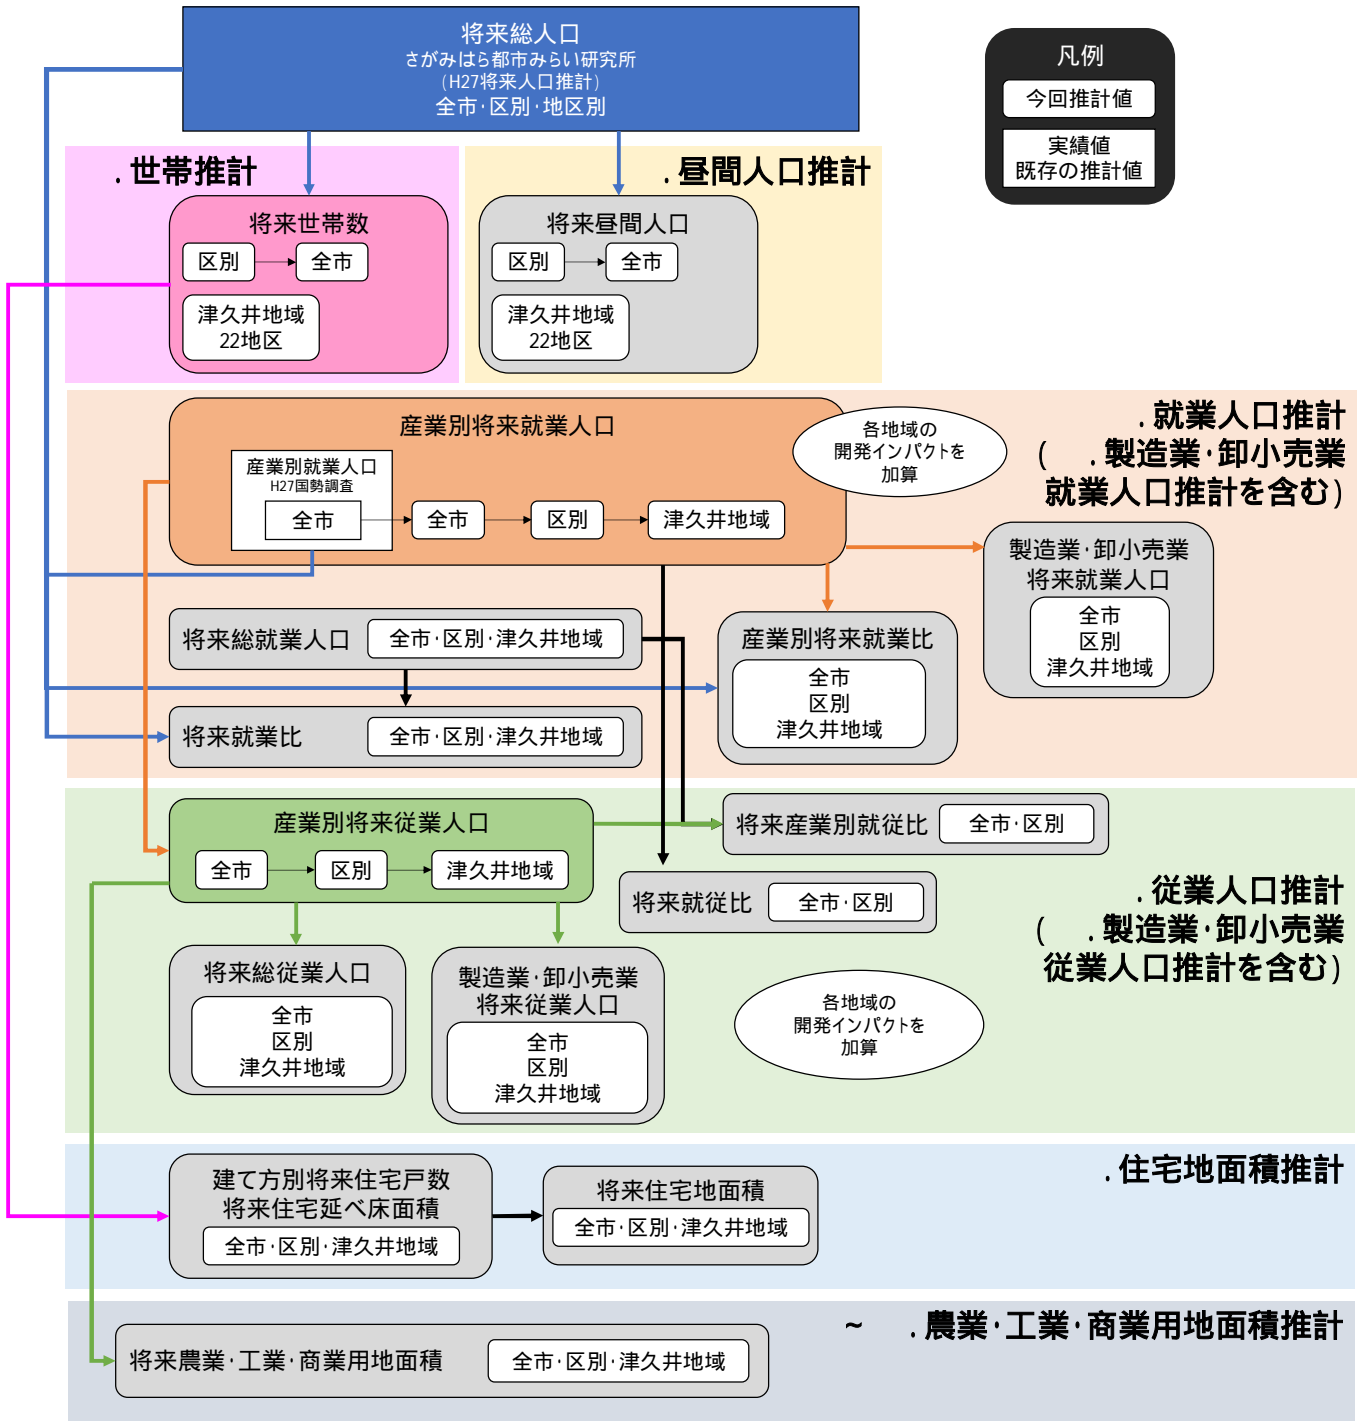 将来総人口
さがみはら都市みらい研究所
(H27将来人口推計)
全市・区別・地区別
凡例
今回推計値
実績値
既存の推計値
.世帯推計
将来世帯数
区別
全市
津久井地域
22地区
.昼間人口推計
将来昼間人口
区別
全市
津久井地域
22地区
.就業人口推計
( .製造業・卸小売業
就業人口推計を含む)
産業別将来就業人口
各地域の
開発インパクトを
加算
産業別就業人口
H27国勢調査
全市
全市
区別
津久井地域
製造業・卸小売業
将来就業人口
全市
区別
津久井地域
将来総就業人口
全市・区別・津久井地域
産業別将来就業比
全市
区別
津久井地域
将来就業比
全市・区別・津久井地域
産業別将来従業人口
全市
区別
津久井地域
将来産業別就従比
全市・区別
将来就従比
全市・区別
.従業人口推計
( .製造業・卸小売業
従業人口推計を含む)
将来総従業人口
全市
区別
津久井地域
製造業・卸小売業
将来従業人口
全市
区別
津久井地域
各地域の
開発インパクトを
加算
.住宅地面積推計
建て方別将来住宅戸数
将来住宅延べ床面積
全市・区別・津久井地域
将来住宅地面積
全市・区別・津久井地域
~ .農業・工業・商業用地面積推計
将来農業・工業・商業用地面積
全市・区別・津久井地域